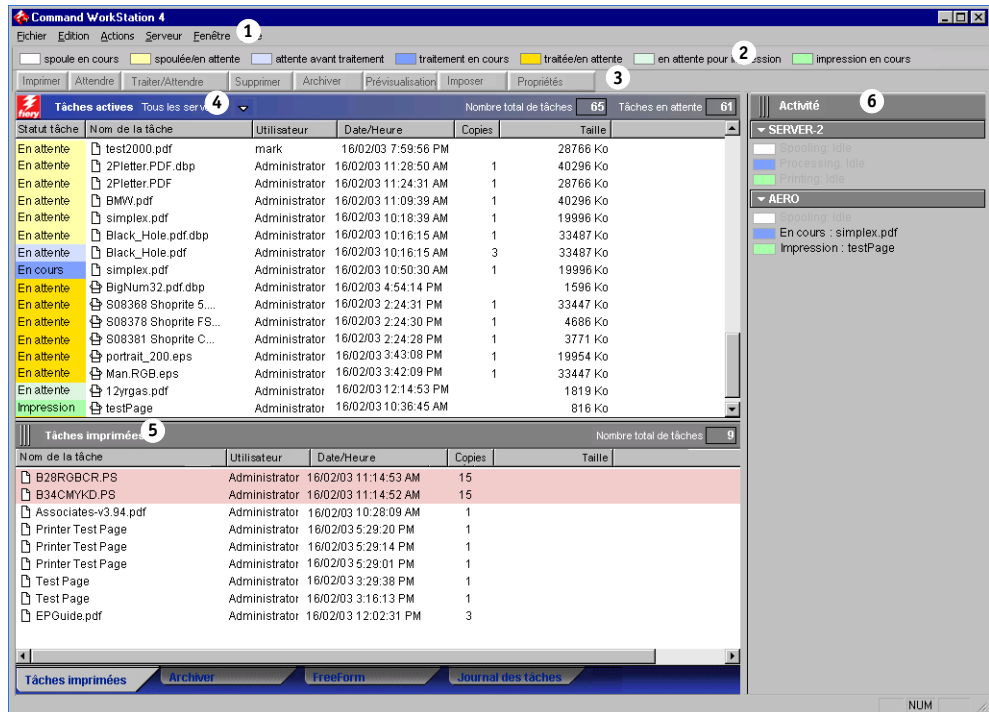 Command WorkStation 4
Fichier Edition Actions Serveur Fenêtre 1
spoule en cours spoulée/en attente attente avant traitement traitement en cours traitée/en attente en attente pour 2 ession impression en cours
Imprimer Attendre Traiter/Attendre Supprimer Archiver Prévisualisation Imposer Propriétés 3
fiery Tâches actives Tous les serv 4 Nombre total de tâches 65 Tâches en attente 61
Statut tâche Nom de la tâche Utilisateur Date/Heure Copies Taille
En attente test2000.pdf mark 16/02/03 7:59:56 PM 28766 Ko
En attente 2Pletter.PDF.dbp Administrator 16/02/03 11:28:50 AM 1 40296 Ko
En attente 2Pletter.PDF Administrator 16/02/03 11:24:31 AM 1 28766 Ko
En attente BMW.pdf Administrator 16/02/03 11:09:39 AM 1 40296 Ko
En attente simplex.pdf Administrator 16/02/03 10:18:39 AM 1 19996 Ko
En attente Black_Hole.pdf.dbp Administrator 16/02/03 10:16:15 AM 1 33487 Ko
En attente Black_Hole.pdf Administrator 16/02/03 10:16:15 AM 3 33487 Ko
En cours simplex.pdf Administrator 16/02/03 10:50:30 AM 1 19996 Ko
En attente BigNum32.pdf.dbp Administrator 16/02/03 4:54:14 PM 1596 Ko
En attente S08368 Shoprite 5.... Administrator 16/02/03 2:24:31 PM 1 33447 Ko
En attente S08378 Shoprite FS... Administrator 16/02/03 2:24:30 PM 1 4686 Ko
En attente S08381 Shoprite C... Administrator 16/02/03 2:24:28 PM 1 3771 Ko
En attente portrait_200.eps Administrator 16/02/03 3:43:08 PM 1 19954 Ko
En attente Man.RGB.eps Administrator 16/02/03 3:42:09 PM 1 33447 Ko
En attente 12yrgas.pdf Administrator 16/02/03 12:14:53 PM 1819 Ko
Impression testPage Administrator 16/02/03 10:36:45 AM 816 Ko
Tâches imprimées 5 Nombre total de tâches 9
Nom de la tâche Utilisateur Date/Heure Copies Taille
B28RGBCR.PS Administrator 16/02/03 11:14:53 AM 15
B34CMYKD.PS Administrator 16/02/03 11:14:52 AM 15
Associates-v3.94.pdf Administrator 16/02/03 10:28:09 AM 1
Printer Test Page Administrator 16/02/03 5:29:20 PM 1
Printer Test Page Administrator 16/02/03 5:29:14 PM 1
Printer Test Page Administrator 16/02/03 5:29:01 PM 1
Test Page Administrator 16/02/03 3:29:38 PM 1
Test Page Administrator 16/02/03 3:16:13 PM 1
EPGuide.pdf Administrator 16/02/03 12:02:31 PM 3
Tâches imprimées Archiver FreeForm Journal des tâches
Activité 6
SERVER-2
Spooling: Idle
Processing: Idle
Printing: Idle
AERO
Spooling: Idle
En cours : simplex.pdf
Impression : testPage
NUM